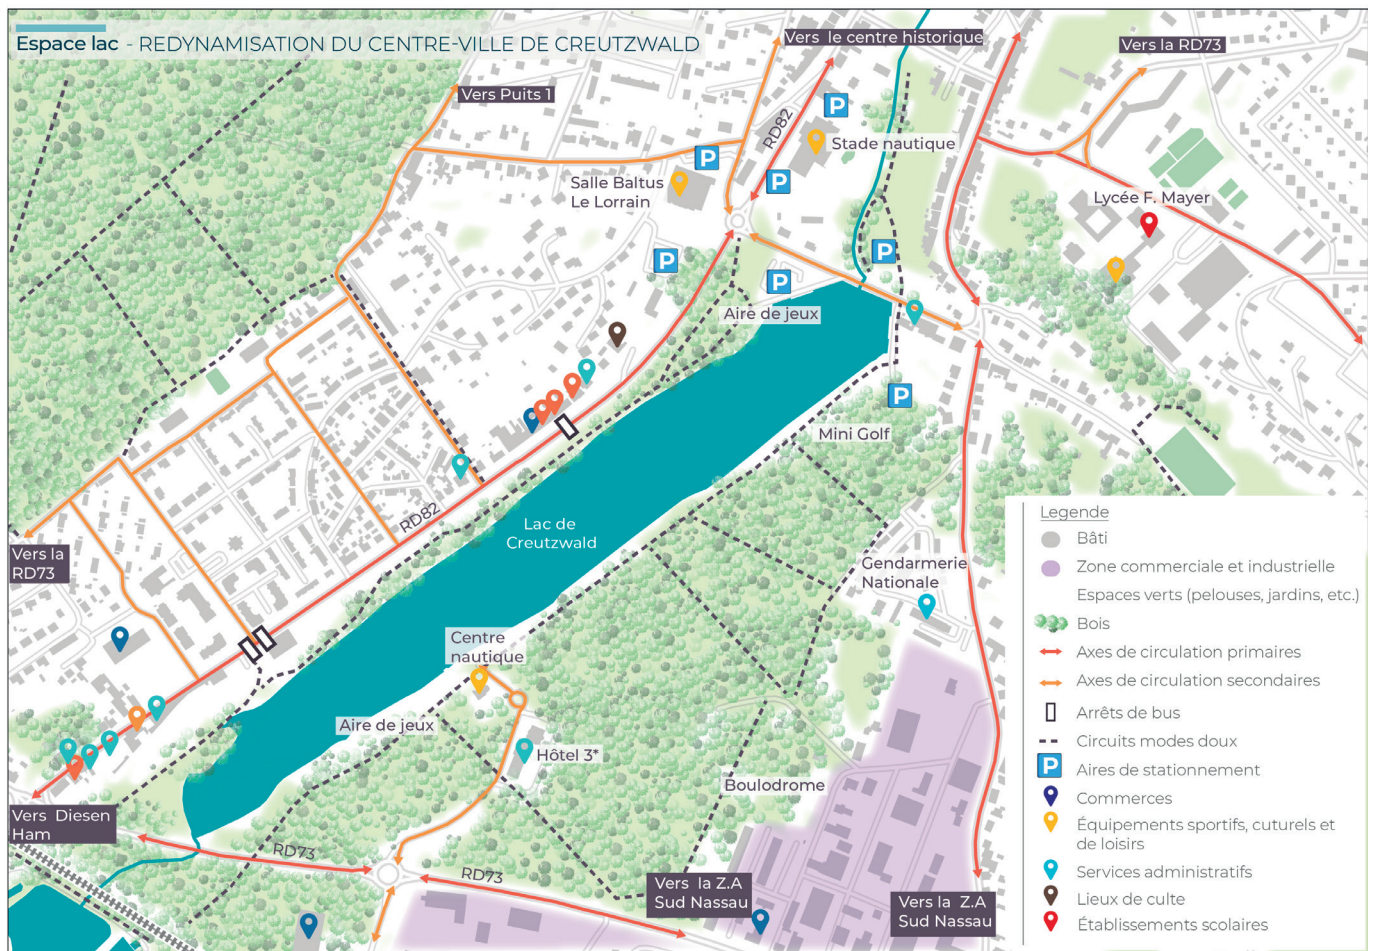 Espace lac - REDYNAMISATION DU CENTRE-VILLE DE CREUTZWALD
Vers le centre historique
Vers la RD73
Vers Puits 1
RD82
Stade nautique
Salle Baltus
Le Lorrain
Lycée F. Mayer
Aire de jeux
Mini Golf
RD82
Lac de
Creutzwald
Vers la
RD73
Gendarmerie
Nationale
Centre
nautique
Aire de jeux
Hôtel 3*
Boulodrome
Vers Diesen
Ham
RD73
RD73
Vers la Z.A
Sud Nassau
Vers la Z.A
Sud Nassau
P
P
P
P
P
P
P
Legende
Bâti
Zone commerciale et industrielle
Espaces verts (pelouses, jardins, etc.)
Bois
Axes de circulation primaires
Axes de circulation secondaires
Arrêts de bus
Circuits modes doux
P Aires de stationnement
Commerces
Équipements sportifs, cuturels et
de loisirs
Services administratifs
Lieux de culte
Établissements scolaires